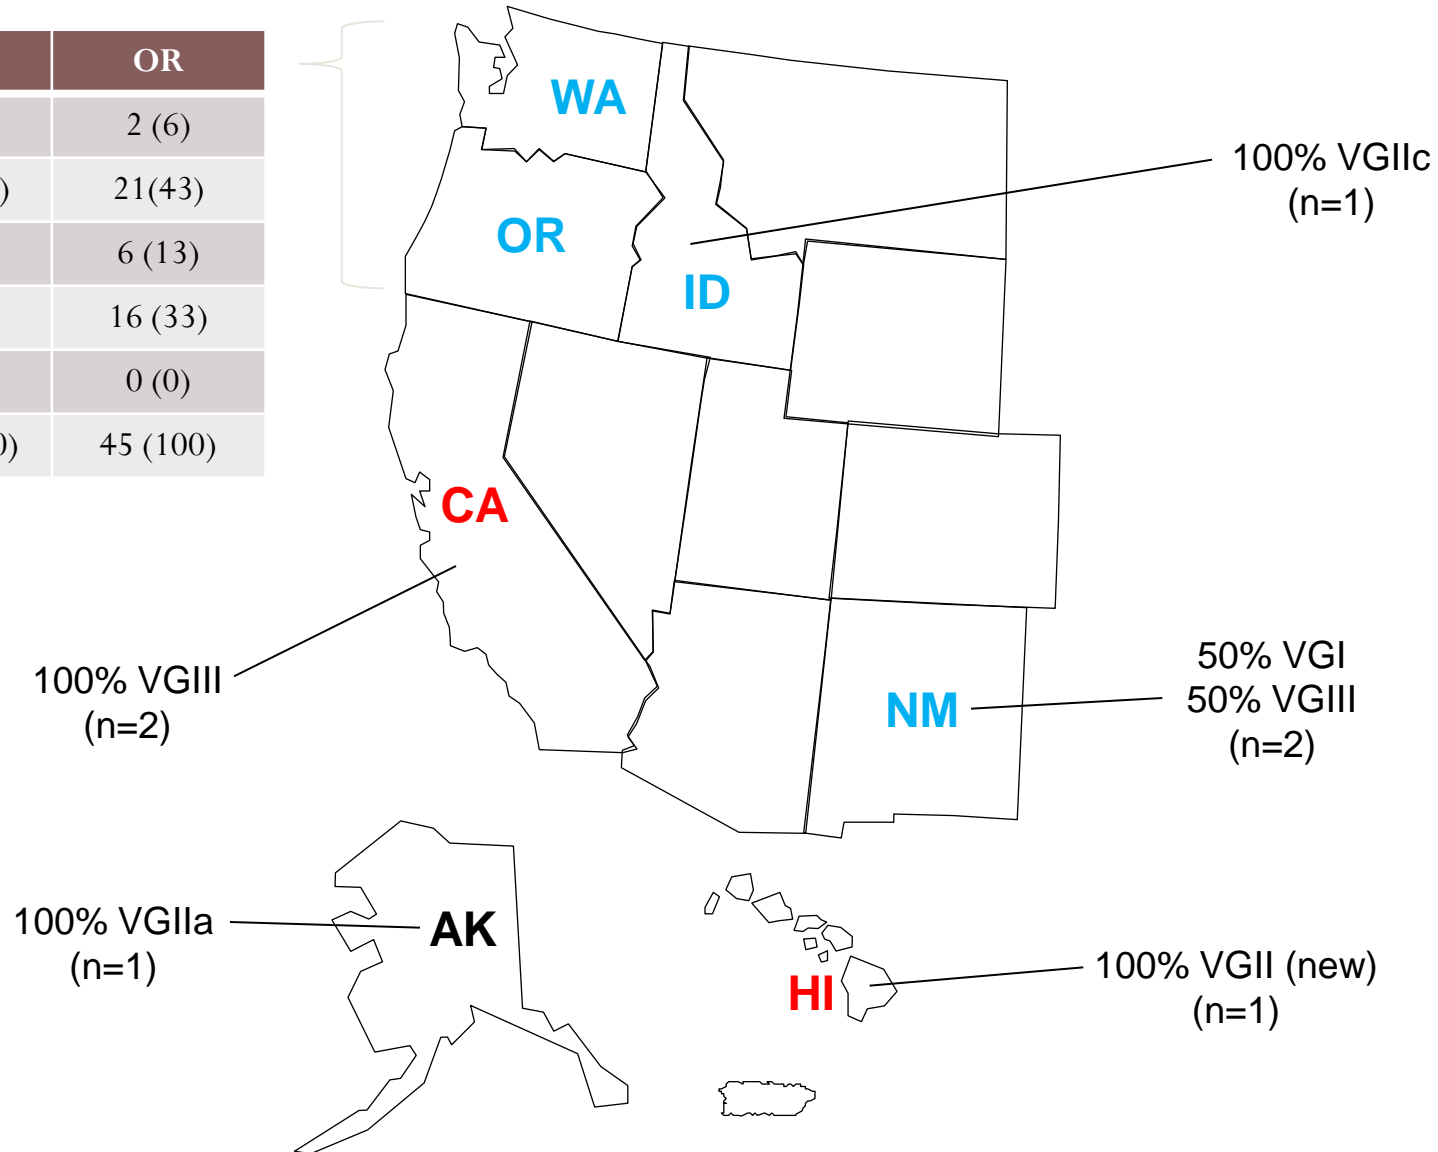 OR
2 (6)
) 21(43)
6 (13)
16 (33)
0 (0)
0) 45 (100)
WA
OR
ID
100% VGIIc
(n=1)
CA
100% VGIII
(n=2)
NM
50% VGI
50% VGIII
(n=2)
AK
100% VGIIa
(n=1)
HI
100% VGII (new)
(n=1)